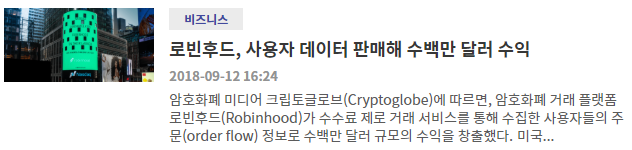 비즈니스
로빈후드, 사용자 데이터 판매해 수백만 달러 수익
2018-09-12 16:24
암호화폐 미디어 크립토글로브(Cryptoglobe)에 따르면, 암호화폐 거래 플랫폼
로빈후드(Robinhood)가 수수료 제로 거래 서비스를 통해 수집한 사용자들의 주
문(order flow) 정보로 수백만 달러 규모의 수익을 창출했다. 미국...